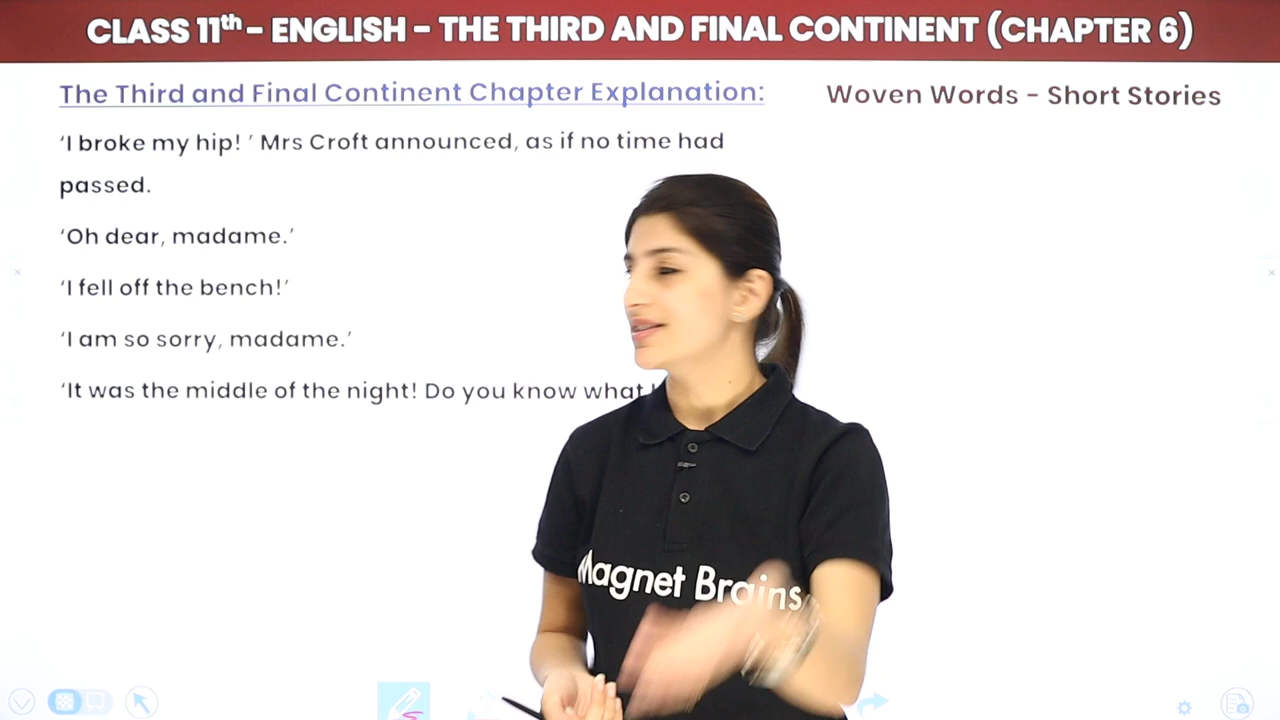 CLASS 11th – ENGLISH – THE THIRD AND FINAL CONTINENT (CHAPTER 6)
The Third and Final Continent Chapter Explanation:
Woven Words – Short Stories
‘I broke my hip! ’ Mrs Croft announced, as if no time had
passed.
‘Oh dear, madame.’
‘I fell off the bench!’
‘I am so sorry, madame.’
‘It was the middle of the night! Do you know what
Magnet Brains